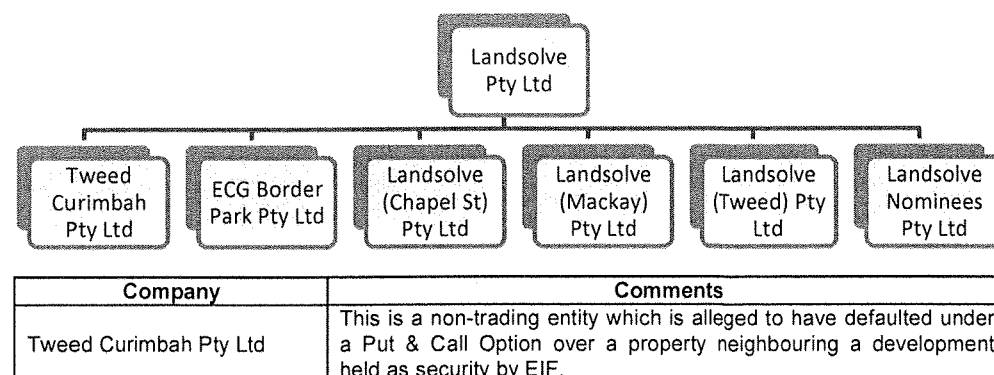 Landsolve
Pty Ltd
Tweed
Curimbah
Pty Ltd
ECG Border
Park Pty Ltd
Landsolve
(Chapel St)
Pty Ltd
Landsolve
(Mackay)
Pty Ltd
Landsolve
(Tweed) Pty
Ltd
Landsolve
Nominees
Pty Ltd
Company Comments
Tweed Curimbah Pty Ltd
This is a non-trading entity which is alleged to have defaulted under
a Put & Call Option over a property neighbouring a development
held as security by EIF.